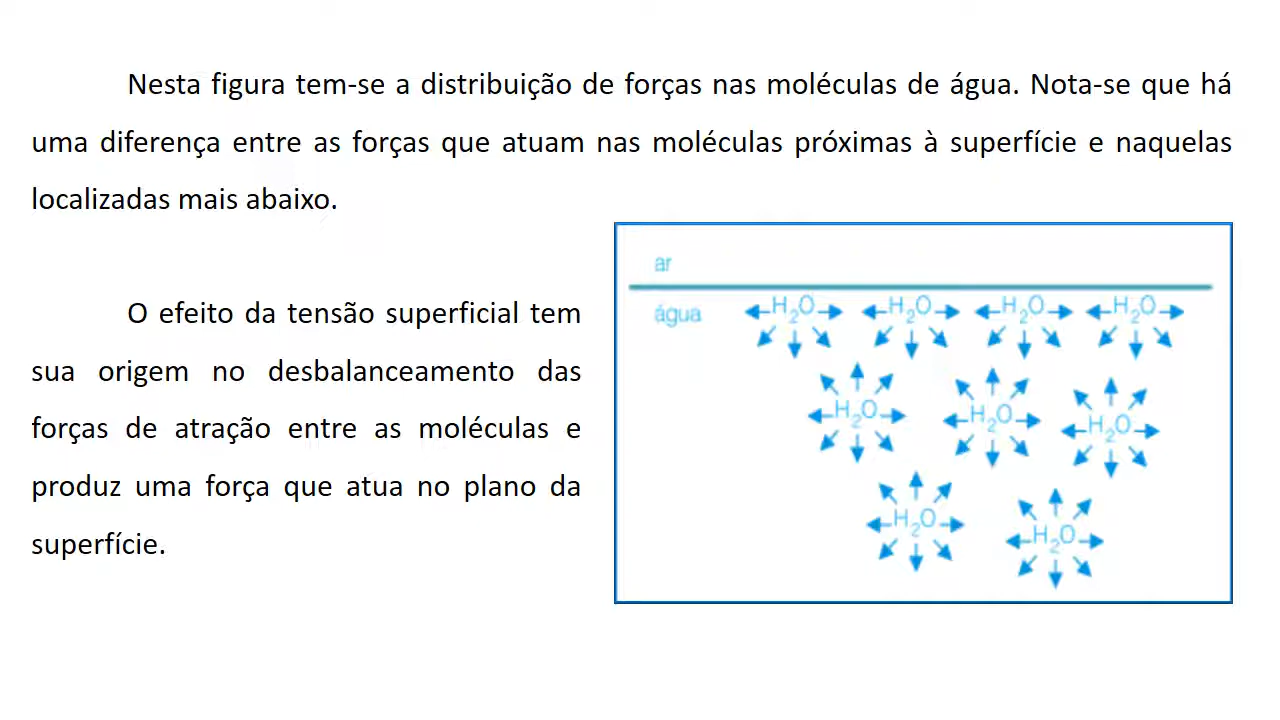 Nesta figura tem-se a distribuição de forças nas moléculas de água. Nota-se que há
uma diferença entre as forças que atuam nas moléculas próximas à superfície e naquelas
localizadas mais abaixo.
O efeito da tensão superficial tem
sua origem no desbalanceamento das
forças de atração entre as moléculas e
produz uma força que atua no plano da
superfície.
ar
água
H₂O H₂O H₂O H₂O
H₂O H₂O H₂O
H₂O H₂O